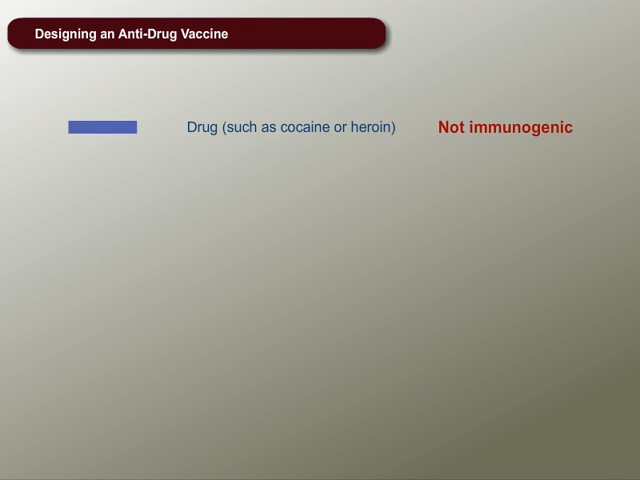 Designing an Anti-Drug Vaccine
Drug (such as cocaine or heroin) Not immunogenic